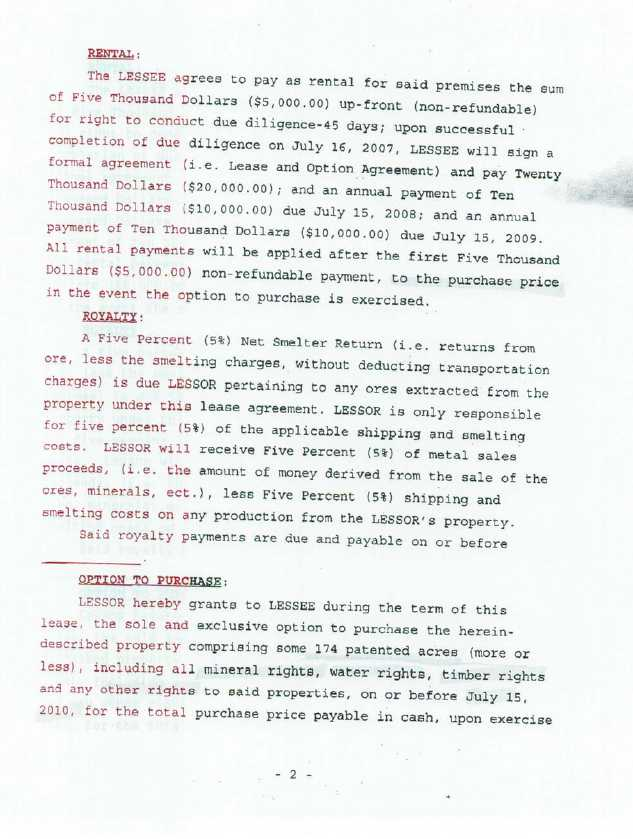 RENTAL:
The LESSEE agrees to pay as rental for said premises the sum
of Five Thousand Dollars ($5,000.00) up-front (non-refundable)
for right to conduct due diligence-45 days; upon successful
completion of due diligence on July 16, 2007, LESSEE will sign a
formal agreement (i.e. Lease and Option Agreement) and pay Twenty
Thousand Dollars ($20,000.00); and an annual payment of Ten
Thousand Dollars ($10,000.00) due July 15, 2008; and an annual
payment of Ten Thousand Dollars ($10,000.00) due July 15, 2009.
All rental payments will be applied after the first Five Thousand
Dollars ($5,000.00) non-refundable payment, to the purchase price
in the event the option to purchase is exercised.
ROYALTY:
A Five Percent (5%) Net Smelter Return (i.e. returns from
ore, less the smelting charges, without deducting transportation
charges) is due LESSOR pertaining to any ores extracted from the
property under this lease agreement. LESSOR is only responsible
for five percent (5%) of the applicable shipping and smelting
costs. LESSOR will receive Five Percent (5%) of metal sales
proceeds, (i.e. the amount of money derived from the sale of the
ores, minerals, ect.), less Five Percent (5%) shipping and
smelting costs on any production from the LESSOR's property.
Said royalty payments are due and payable on or before
__________.
OPTION TO PURCHASE:
LESSOR hereby grants to LESSEE during the term of this
lease, the sole and exclusive option to purchase the herein-
described property comprising some 174 patented acres (more or
less), including all mineral rights, water rights, timber rights
and any other rights to said properties, on or before July 15,
2010, for the total purchase price payable in cash, upon exercise
- 2 -